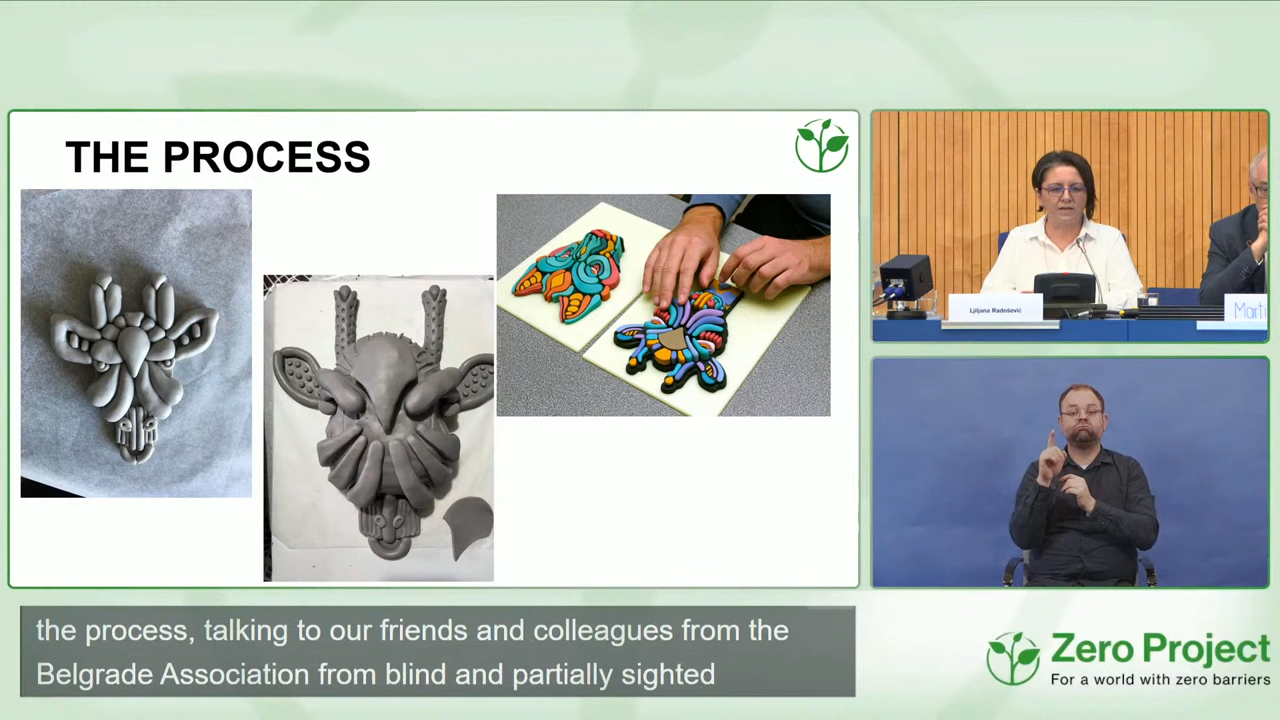 THE PROCESS
Ljiljana Radošević
the process, talking to our friends and colleagues from the
Belgrade Association from blind and partially sighted
Zero Project
For a world with zero barriers